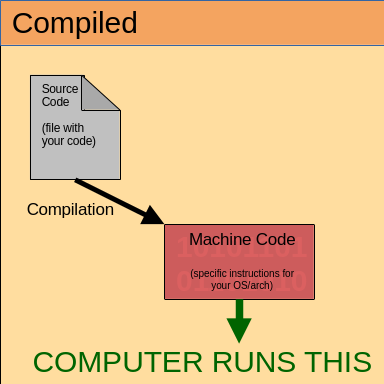 Compiled
Source
Code
(file with
your code)
Compilation
Machine Code
(specific instructions for
your OS/arch)
COMPUTER RUNS THIS